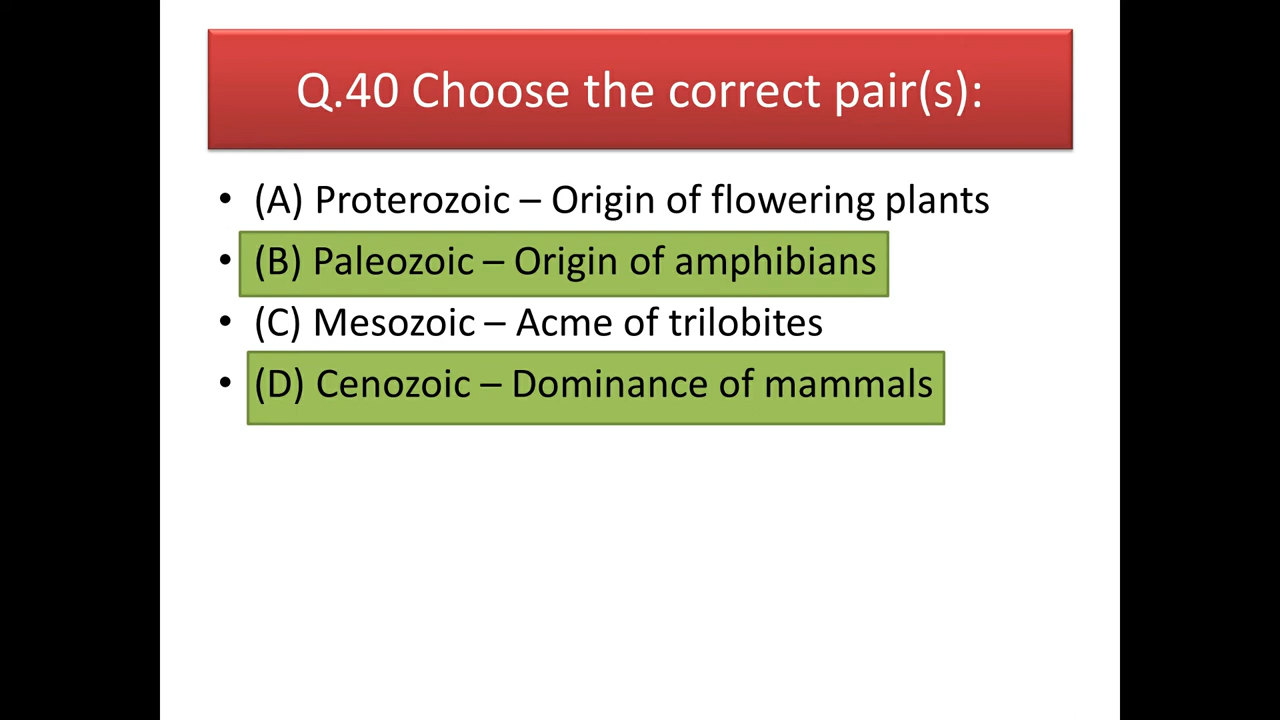 Q.40 Choose the correct pair(s):
• (A) Proterozoic – Origin of flowering plants
• (B) Paleozoic – Origin of amphibians
• (C) Mesozoic – Acme of trilobites
• (D) Cenozoic – Dominance of mammals